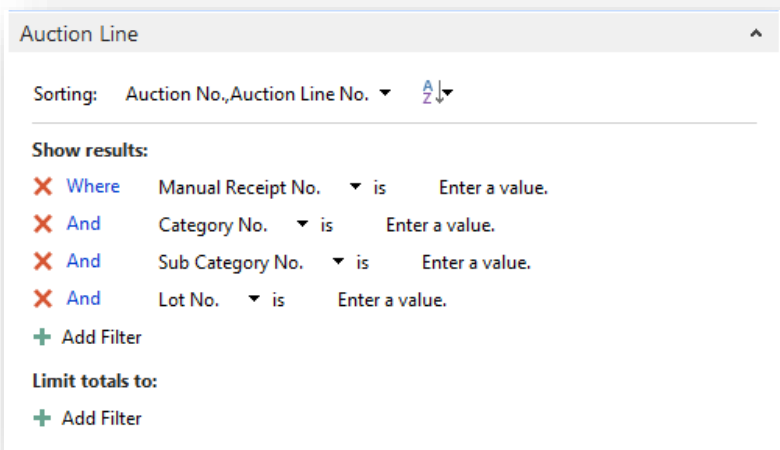 Auction Line
Sorting: Auction No.,Auction Line No. A Z
Show results:
Where Manual Receipt No. is Enter a value.
And Category No. is Enter a value.
And Sub Category No. is Enter a value.
And Lot No. is Enter a value.
Add Filter
Limit totals to:
Add Filter